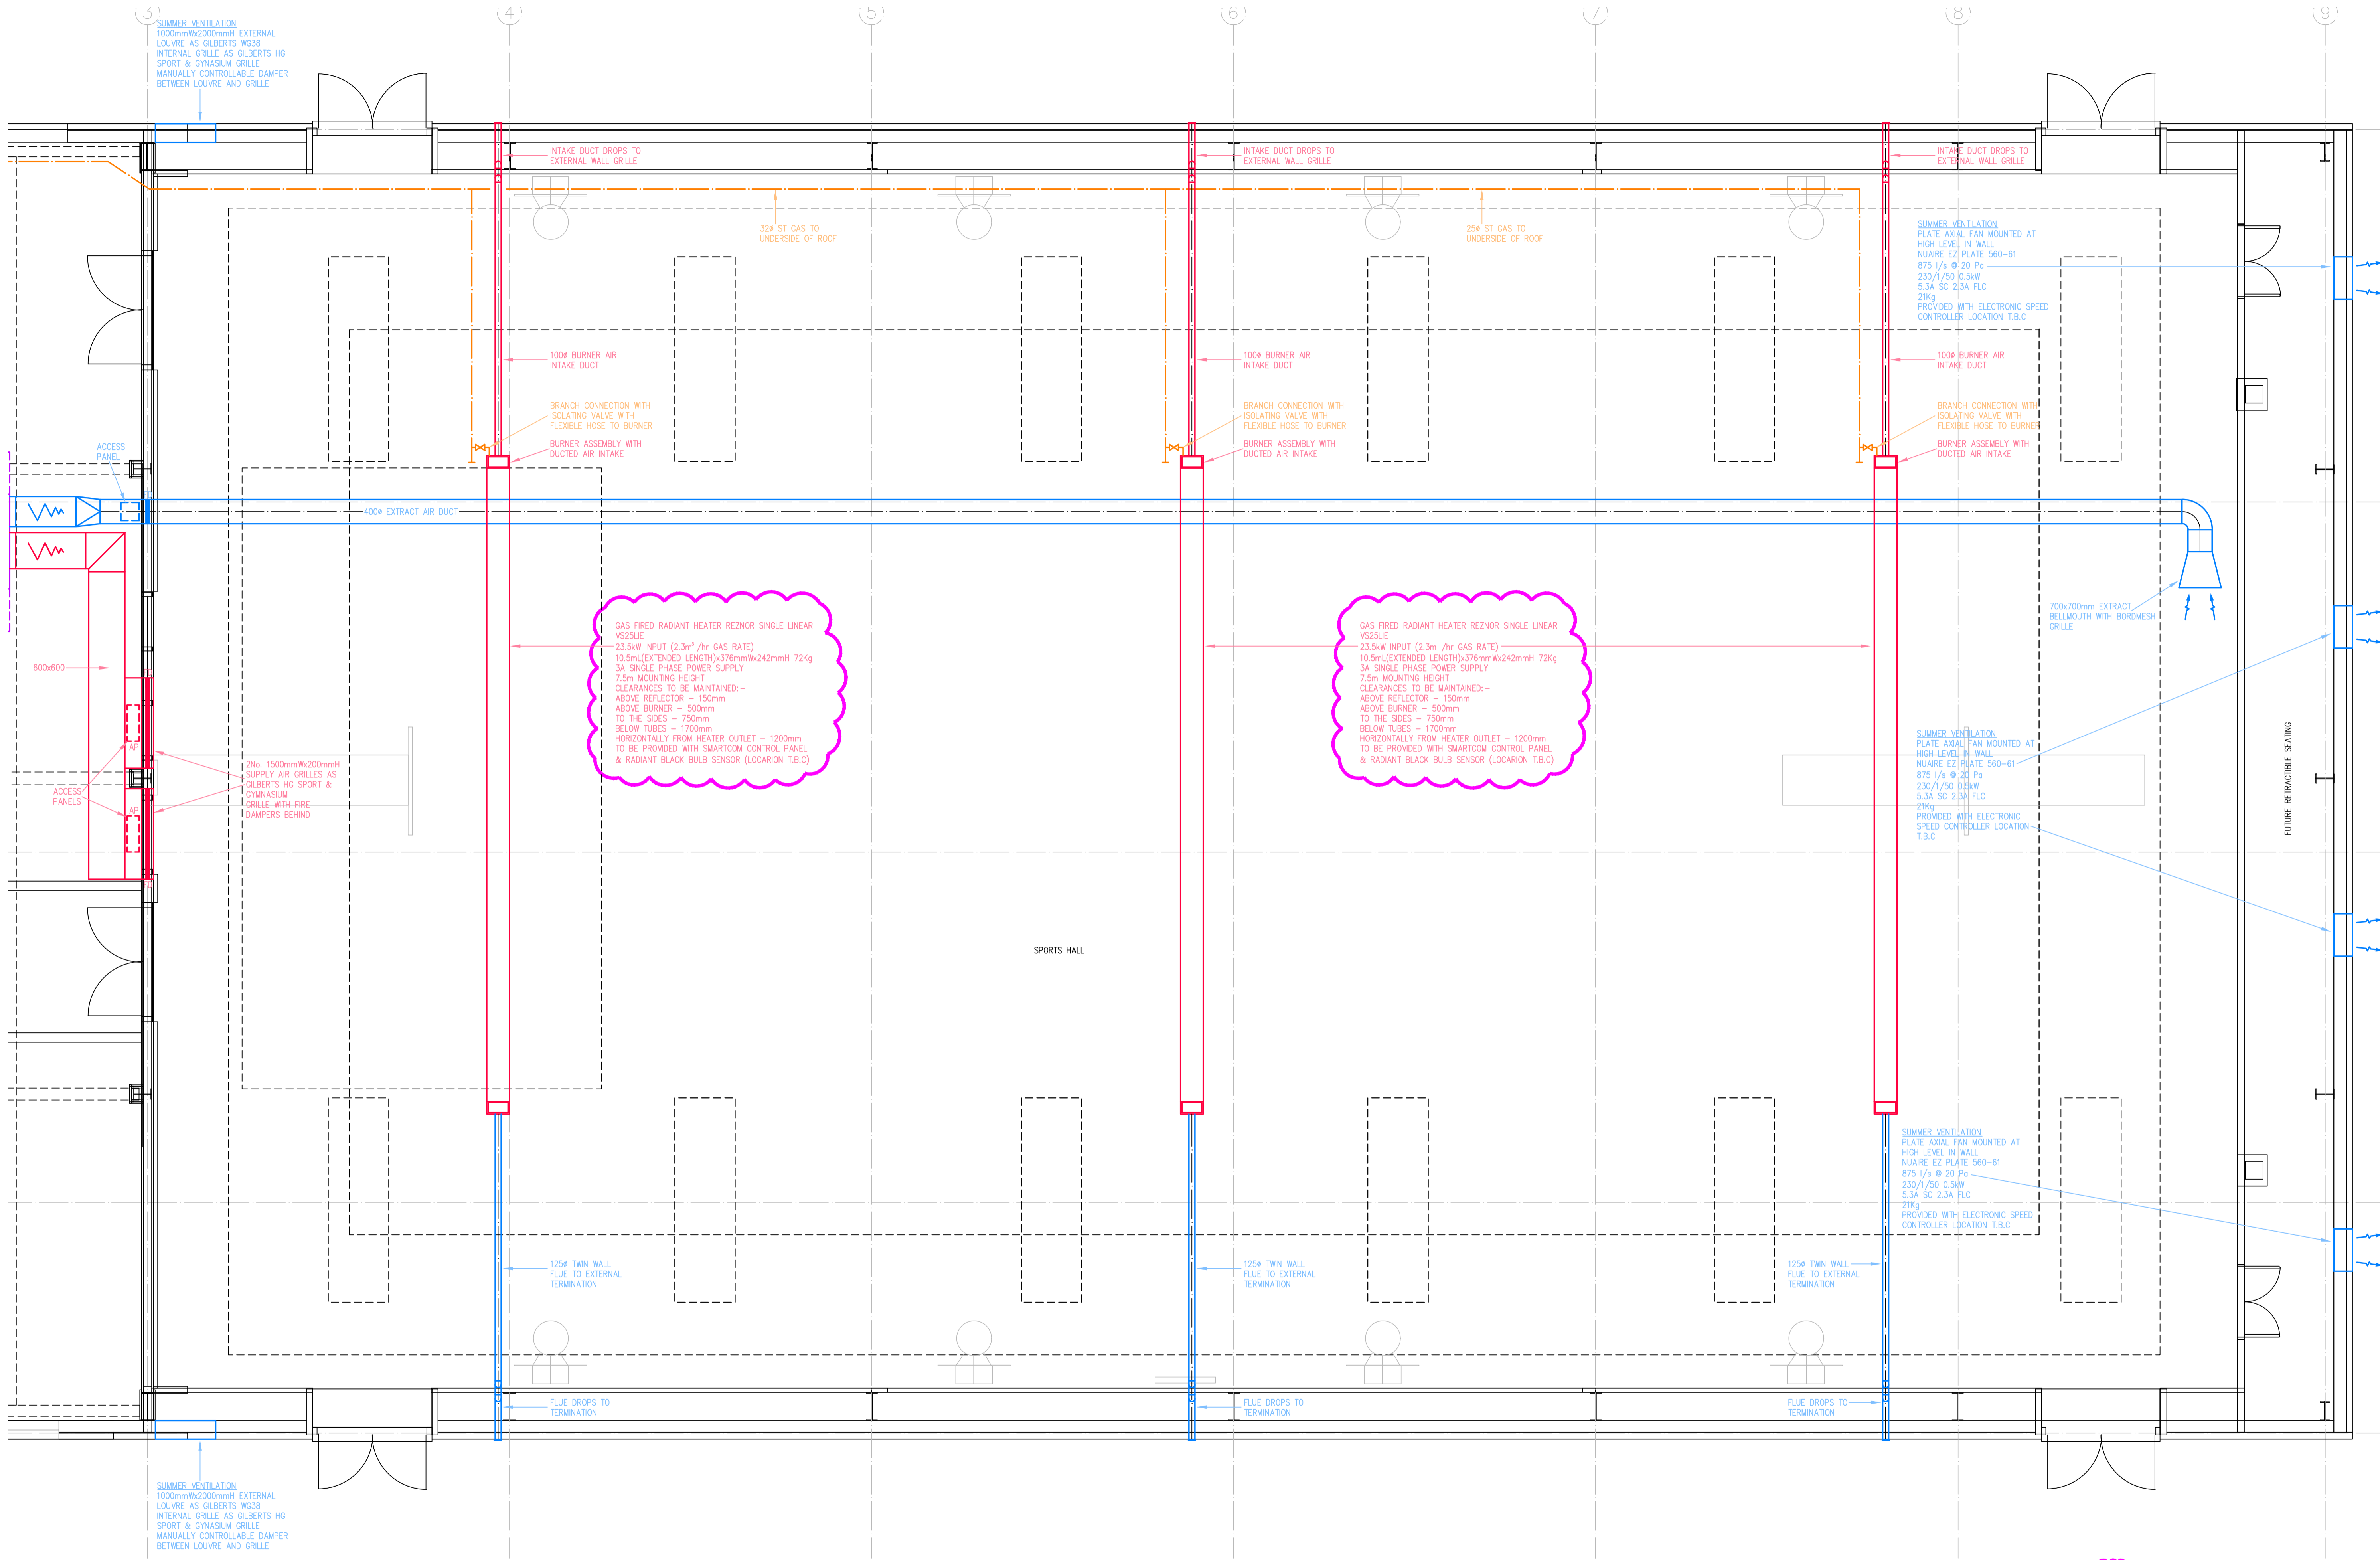 3
4
5
6
7
8
9
SUMMER VENTILATION
1000mmWx2000mmH EXTERNAL
LOUVRE AS GILBERTS WG38
INTERNAL GRILLE AS GILBERTS HG
SPORT & GYNASIUM GRILLE
MANUALLY CONTROLLABLE DAMPER
BETWEEN LOUVRE AND GRILLE
INTAKE DUCT DROPS TO
EXTERNAL WALL GRILLE
INTAKE DUCT DROPS TO
EXTERNAL WALL GRILLE
INTAKE DUCT DROPS TO
EXTERNAL WALL GRILLE
32ø ST GAS TO
UNDERSIDE OF ROOF
25ø ST GAS TO
UNDERSIDE OF ROOF
SUMMER VENTILATION
PLATE AXIAL FAN MOUNTED AT
HIGH LEVEL IN WALL
NUAIRE EZ PLATE 560-61
875 l/s @ 20 Pa
230/1/50 0.5kW
5.3A SC 2.3A FLC
21Kg
PROVIDED WITH ELECTRONIC SPEED
CONTROLLER LOCATION T.B.C
100ø BURNER AIR
INTAKE DUCT
100ø BURNER AIR
INTAKE DUCT
100ø BURNER AIR
INTAKE DUCT
BRANCH CONNECTION WITH
ISOLATING VALVE WITH
FLEXIBLE HOSE TO BURNER
BRANCH CONNECTION WITH
ISOLATING VALVE WITH
FLEXIBLE HOSE TO BURNER
BRANCH CONNECTION WITH
ISOLATING VALVE WITH
FLEXIBLE HOSE TO BURNER
BURNER ASSEMBLY WITH
DUCTED AIR INTAKE
BURNER ASSEMBLY WITH
DUCTED AIR INTAKE
BURNER ASSEMBLY WITH
DUCTED AIR INTAKE
ACCESS
PANEL
400ø EXTRACT AIR DUCT
700x700mm EXTRACT
BELLMOUTH WITH BORDMESH
GRILLE
GAS FIRED RADIANT HEATER REZNOR SINGLE LINEAR
VS25LIE
23.5kW INPUT (2.3m³ /hr GAS RATE)
10.5mL(EXTENDED LENGTH)x376mmWx242mmH 72Kg
3A SINGLE PHASE POWER SUPPLY
7.5m MOUNTING HEIGHT
CLEARANCES TO BE MAINTAINED:-
ABOVE REFLECTOR - 150mm
ABOVE BURNER - 500mm
TO THE SIDES - 750mm
BELOW TUBES - 1700mm
HORIZONTALLY FROM HEATER OUTLET - 1200mm
TO BE PROVIDED WITH SMARTCOM CONTROL PANEL
& RADIANT BLACK BULB SENSOR (LOCARION T.B.C)
GAS FIRED RADIANT HEATER REZNOR SINGLE LINEAR
VS25LIE
23.5kW INPUT (2.3m /hr GAS RATE)
10.5mL(EXTENDED LENGTH)x376mmWx242mmH 72Kg
3A SINGLE PHASE POWER SUPPLY
7.5m MOUNTING HEIGHT
CLEARANCES TO BE MAINTAINED:-
ABOVE REFLECTOR - 150mm
ABOVE BURNER - 500mm
TO THE SIDES - 750mm
BELOW TUBES - 1700mm
HORIZONTALLY FROM HEATER OUTLET - 1200mm
TO BE PROVIDED WITH SMARTCOM CONTROL PANEL
& RADIANT BLACK BULB SENSOR (LOCARION T.B.C)
600x600
AP
AP
ACCESS
PANELS
2No. 1500mmWx200mmH
SUPPLY AIR GRILLES AS
GILBERTS HG SPORT &
GYMNASIUM
GRILLE WITH FIRE
DAMPERS BEHIND
SUMMER VENTILATION
PLATE AXIAL FAN MOUNTED AT
HIGH LEVEL IN WALL
NUAIRE EZ PLATE 560-61
875 l/s @ 20 Pa
230/1/50 0.5kW
5.3A SC 2.3A FLC
21Kg
PROVIDED WITH ELECTRONIC
SPEED CONTROLLER LOCATION
T.B.C
FUTURE RETRACTIBLE SEATING
SPORTS HALL
SUMMER VENTILATION
PLATE AXIAL FAN MOUNTED AT
HIGH LEVEL IN WALL
NUAIRE EZ PLATE 560-61
875 l/s @ 20 Pa
230/1/50 0.5kW
5.3A SC 2.3A FLC
21Kg
PROVIDED WITH ELECTRONIC SPEED
CONTROLLER LOCATION T.B.C
125ø TWIN WALL
FLUE TO EXTERNAL
TERMINATION
125ø TWIN WALL
FLUE TO EXTERNAL
TERMINATION
125ø TWIN WALL
FLUE TO EXTERNAL
TERMINATION
FLUE DROPS TO
TERMINATION
FLUE DROPS TO
TERMINATION
FLUE DROPS TO
TERMINATION
SUMMER VENTILATION
1000mmWx2000mmH EXTERNAL
LOUVRE AS GILBERTS WG38
INTERNAL GRILLE AS GILBERTS HG
SPORT & GYNASIUM GRILLE
MANUALLY CONTROLLABLE DAMPER
BETWEEN LOUVRE AND GRILLE